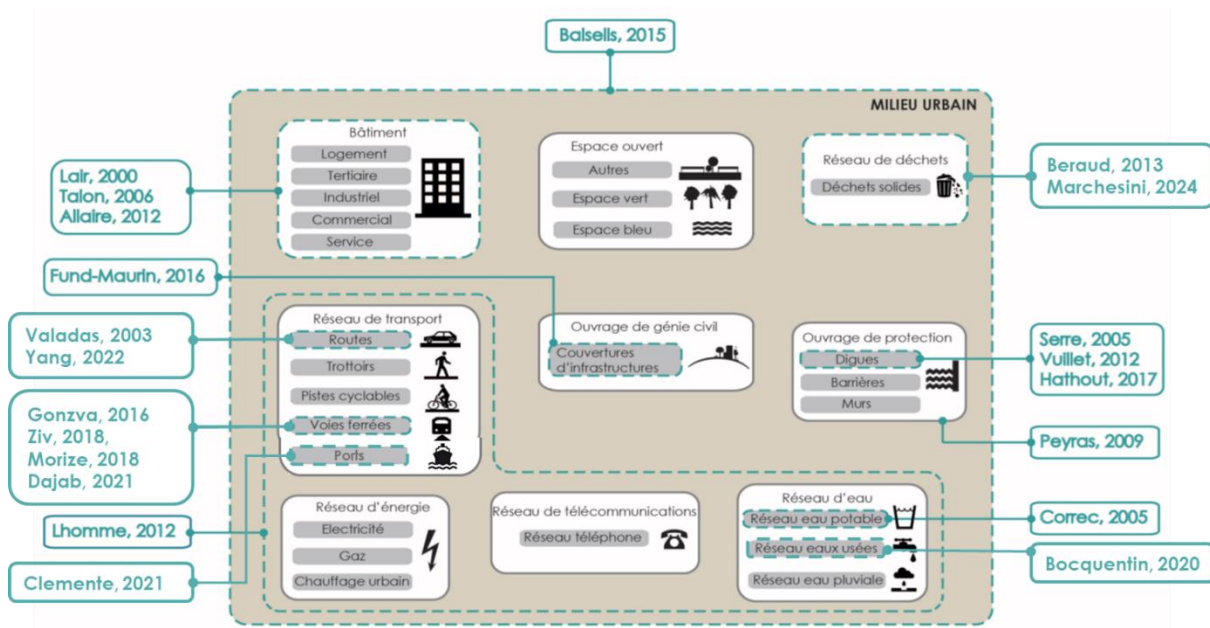 Balsells, 2015
MILIEU URBAIN
Bâtiment
Logement
Tertiaire
Industriel
Commercial
Service
Espace ouvert
Autres
Espace vert
Espace bleu
Réseau de déchets
Déchets solides
Beraud, 2013
Marchesini, 2024
Lair, 2000
Talon, 2006
Allaire, 2012
Fund-Maurin, 2016
Valadas, 2003
Yang, 2022
Réseau de transport
Routes
Trottoirs
Pistes cyclables
Voies ferrées
Ports
Ouvrage de génie civil
Couvertures
d'infrastructures
Ouvrage de protection
Digues
Barrières
Murs
Serre, 2005
Vuillet, 2012
Hathout, 2017
Peyras, 2009
Gonzva, 2016
Ziv, 2018,
Morize, 2018
Dajab, 2021
Lhomme, 2012
Clemente, 2021
Réseau d'énergie
Electricité
Gaz
Chauffage urbain
Réseau de télécommunications
Réseau téléphone
Réseau d'eau
Réseau eau potable
Réseau eaux usées
Réseau eau pluviale
Correc, 2005
Bocquentin, 2020